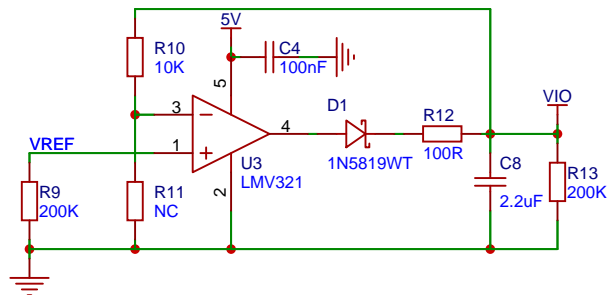 5V
C4
100nF
R10
10K
5
3
VREF
1
4
U3
LMV321
2
D1
1N5819WT
R12
100R
VIO
C8
2.2uF
R13
200K
R9
200K
R11
NC